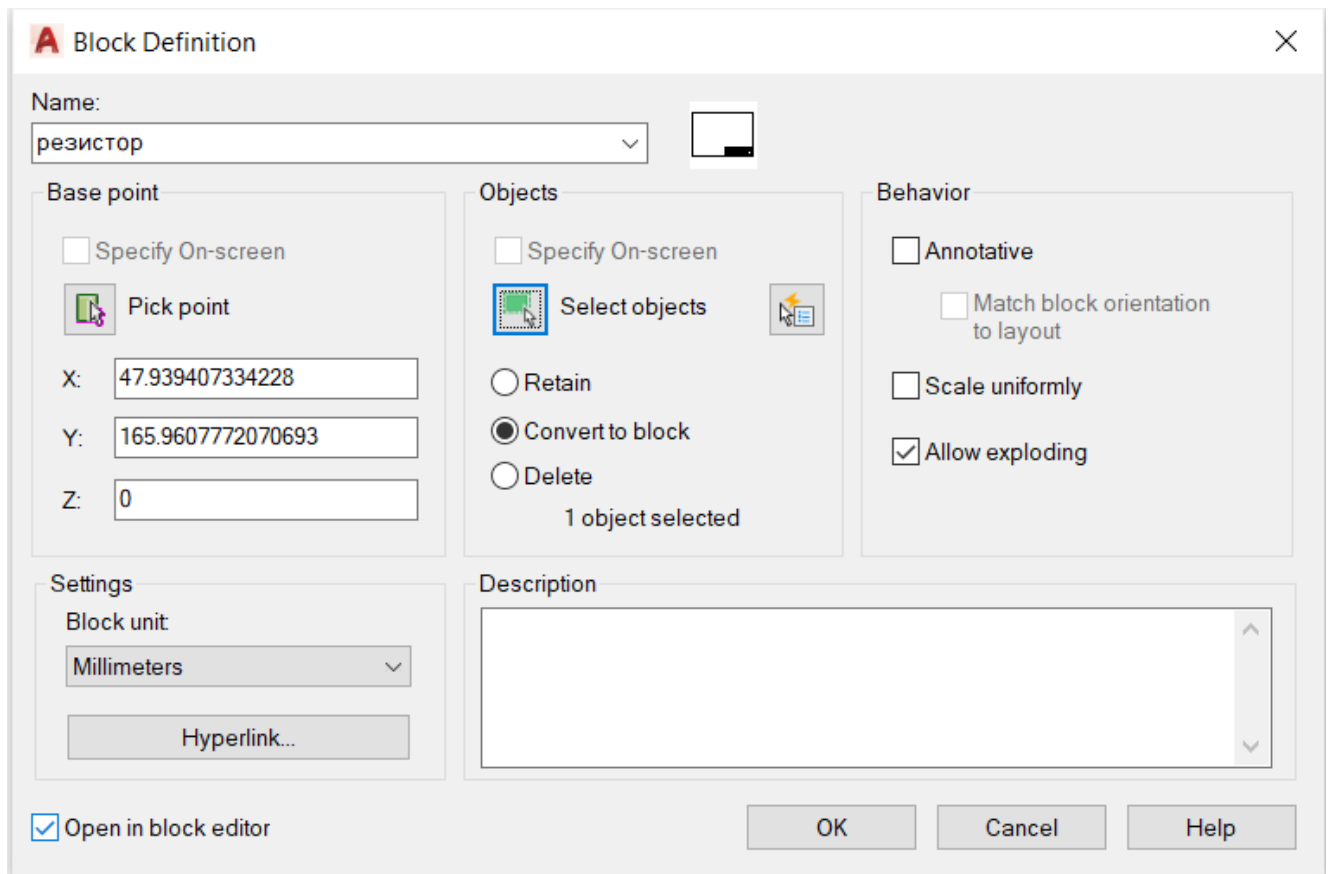 Block Definition
Name:
резистор
Base point
Specify On-screen
Pick point
X: 47.939407334228
Y: 165.9607772070693
Z: 0
Objects
Specify On-screen
Select objects
Retain
Convert to block
Delete
1 object selected
Behavior
Annotative
Match block orientation
to layout
Scale uniformly
Allow exploding
Settings
Block unit:
Millimeters
Hyperlink...
Description
Open in block editor
OK Cancel Help